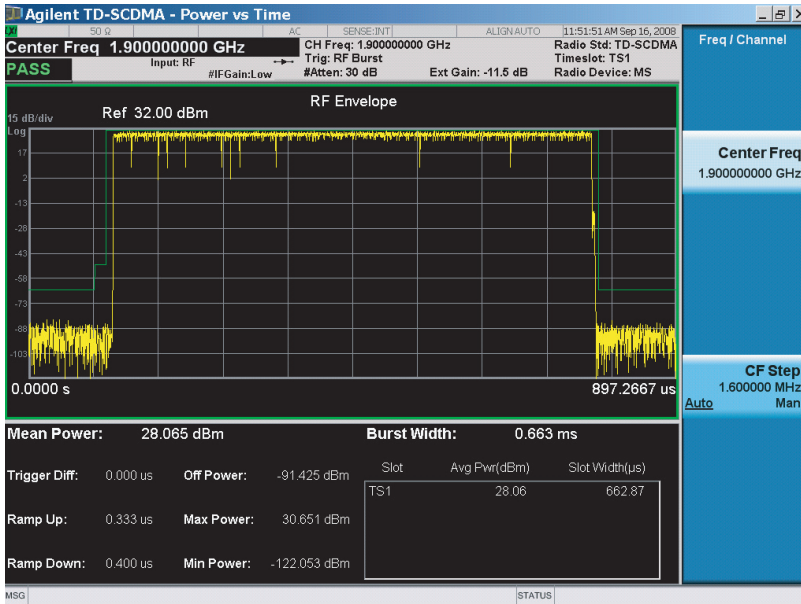 Agilent TD-SCDMA - Power vs Time
50 Ω AC SENSE:INT ALIGN AUTO 11:51:51 AM Sep 16, 2008
Center Freq 1.900000000 GHz
CH Freq: 1.900000000 GHz
Radio Std: TD-SCDMA
PASS
Input: RF
#IFGain:Low
Trig: RF Burst
#Atten: 30 dB
Ext Gain: -11.5 dB
Timeslot: TS1
Radio Device: MS
15 dB/div
Ref 32.00 dBm
RF Envelope
Log
17
2
-13
-28
-43
-58
-73
-88
-103
0.0000 s
897.2667 us
Mean Power: 28.065 dBm
Burst Width: 0.663 ms
Trigger Diff: 0.000 us
Off Power: -91.425 dBm
Ramp Up: 0.333 us
Max Power: 30.651 dBm
Ramp Down: 0.400 us
Min Power: -122.053 dBm
Slot Avg Pwr(dBm) Slot Width(µs)
TS1 28.06 662.87
Freq / Channel
Center Freq
1.900000000 GHz
CF Step
1.600000 MHz
Auto Man
MSG
STATUS